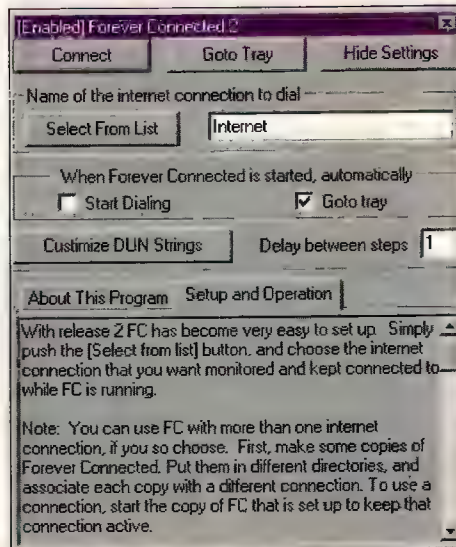 [Enabled] Forever Connected 2
Connect Goto Tray Hide Settings
Name of the internet connection to dial
Select From List Internet
When Forever Connected is started, automatically
Start Dialing Goto tray
Custimize DUN Strings Delay between steps 1
About This Program Setup and Operation
With release 2 FC has become very easy to set up. Simply
push the [Select from list] button, and choose the internet
connection that you want monitored and kept connected to
while FC is running.
Note: You can use FC with more than one internet
connection, if you so choose. First, make some copies of
Forever Connected. Put them in different directories, and
associate each copy with a different connection. To use a
connection, start the copy of FC that is set up to keep that
connection active.